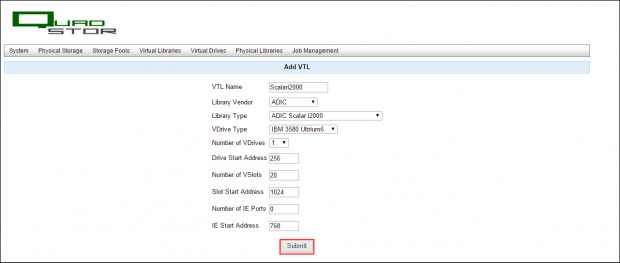 QUAD
STOR
System Physical Storage Storage Pools Virtual Libraries Virtual Drives Physical Libraries Job Management
Add VTL
VTL Name Scalari2000
Library Vendor ADIC
Library Type ADIC Scalar i2000
VDrive Type IBM 3580 Ultrium6
Number of VDrives 1
Drive Start Address 256
Number of VSlots 20
Slot Start Address 1024
Number of IE Ports 0
IE Start Address 768
Submit